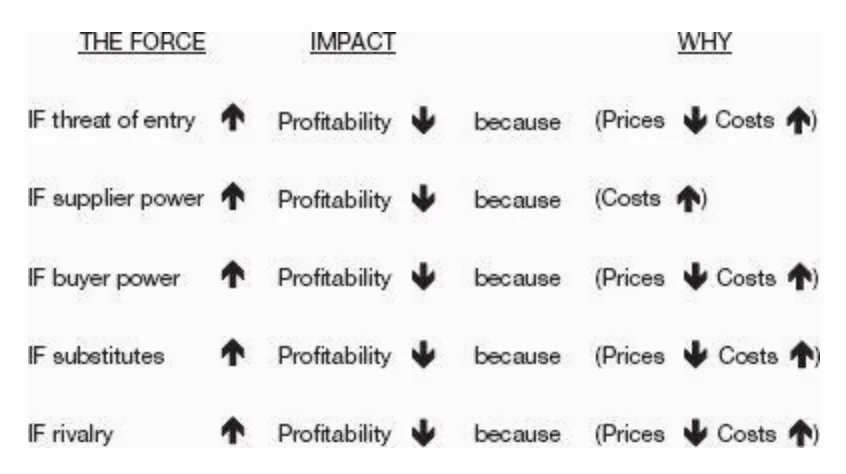 THE FORCE IMPACT WHY
IF threat of entry ↑ Profitability ↓ because (Prices ↓ Costs ↑)
IF supplier power ↑ Profitability ↓ because (Costs ↑)
IF buyer power ↑ Profitability ↓ because (Prices ↓ Costs ↑)
IF substitutes ↑ Profitability ↓ because (Prices ↓ Costs ↑)
IF rivalry ↑ Profitability ↓ because (Prices ↓ Costs ↑)